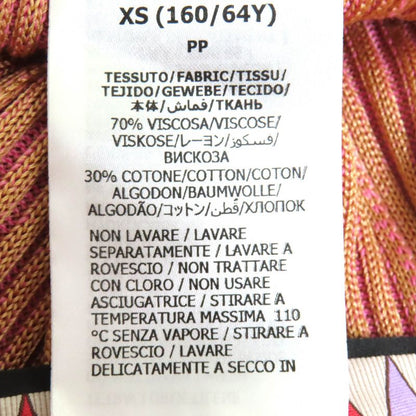 XS (160/64Y)
PP
TESSUTO/FABRIC/TISSU/
TEJIDO/GEWEBE/TECIDO/
本体/قماش/ТКАНЬ
70% VISCOSA/VISCOSE/
VISKOSE/レーヨン/فسكوز/
ВИСКОЗА
30% COTONE/COTTON/COTON/
ALGODON/BAUMWOLLE/
ALGODÃO/コットン/قطن/ХЛОПОК
NON LAVARE / LAVARE
SEPARATAMENTE / LAVARE A
ROVESCIO / NON TRATTARE
CON CLORO / NON USARE
ASCIUGATRICE / STIRARE A
TEMPERATURA MASSIMA 110
°C SENZA VAPORE / STIRARE A
ROVESCIO / LAVARE
DELICATAMENTE A SECCO IN